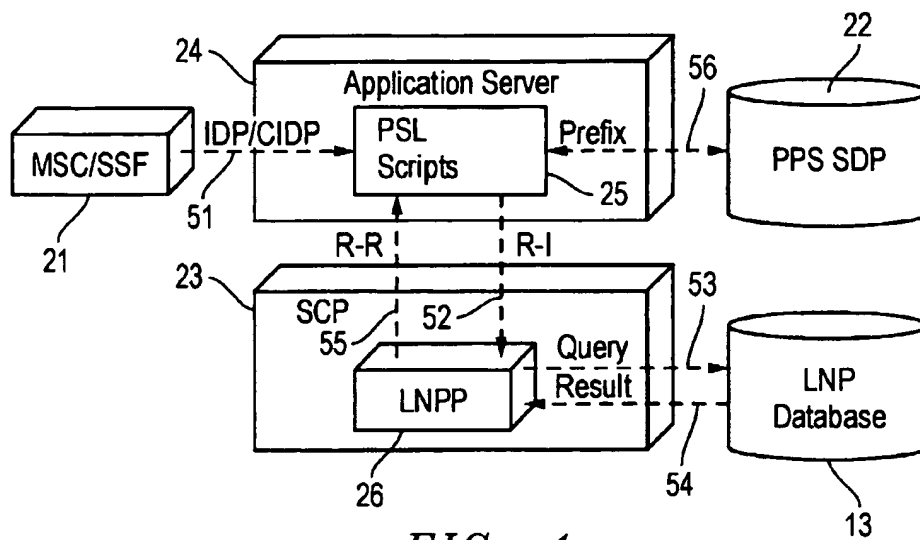 22
24
56
Application Server
IDP/CIDP
PSL
Scripts
Prefix
MSC/SSF
PPS SDP
51
25
21
R-R
R-I
23
53
SCP
52
55
Query
LNPP
Result
LNP
Database
26
54
13